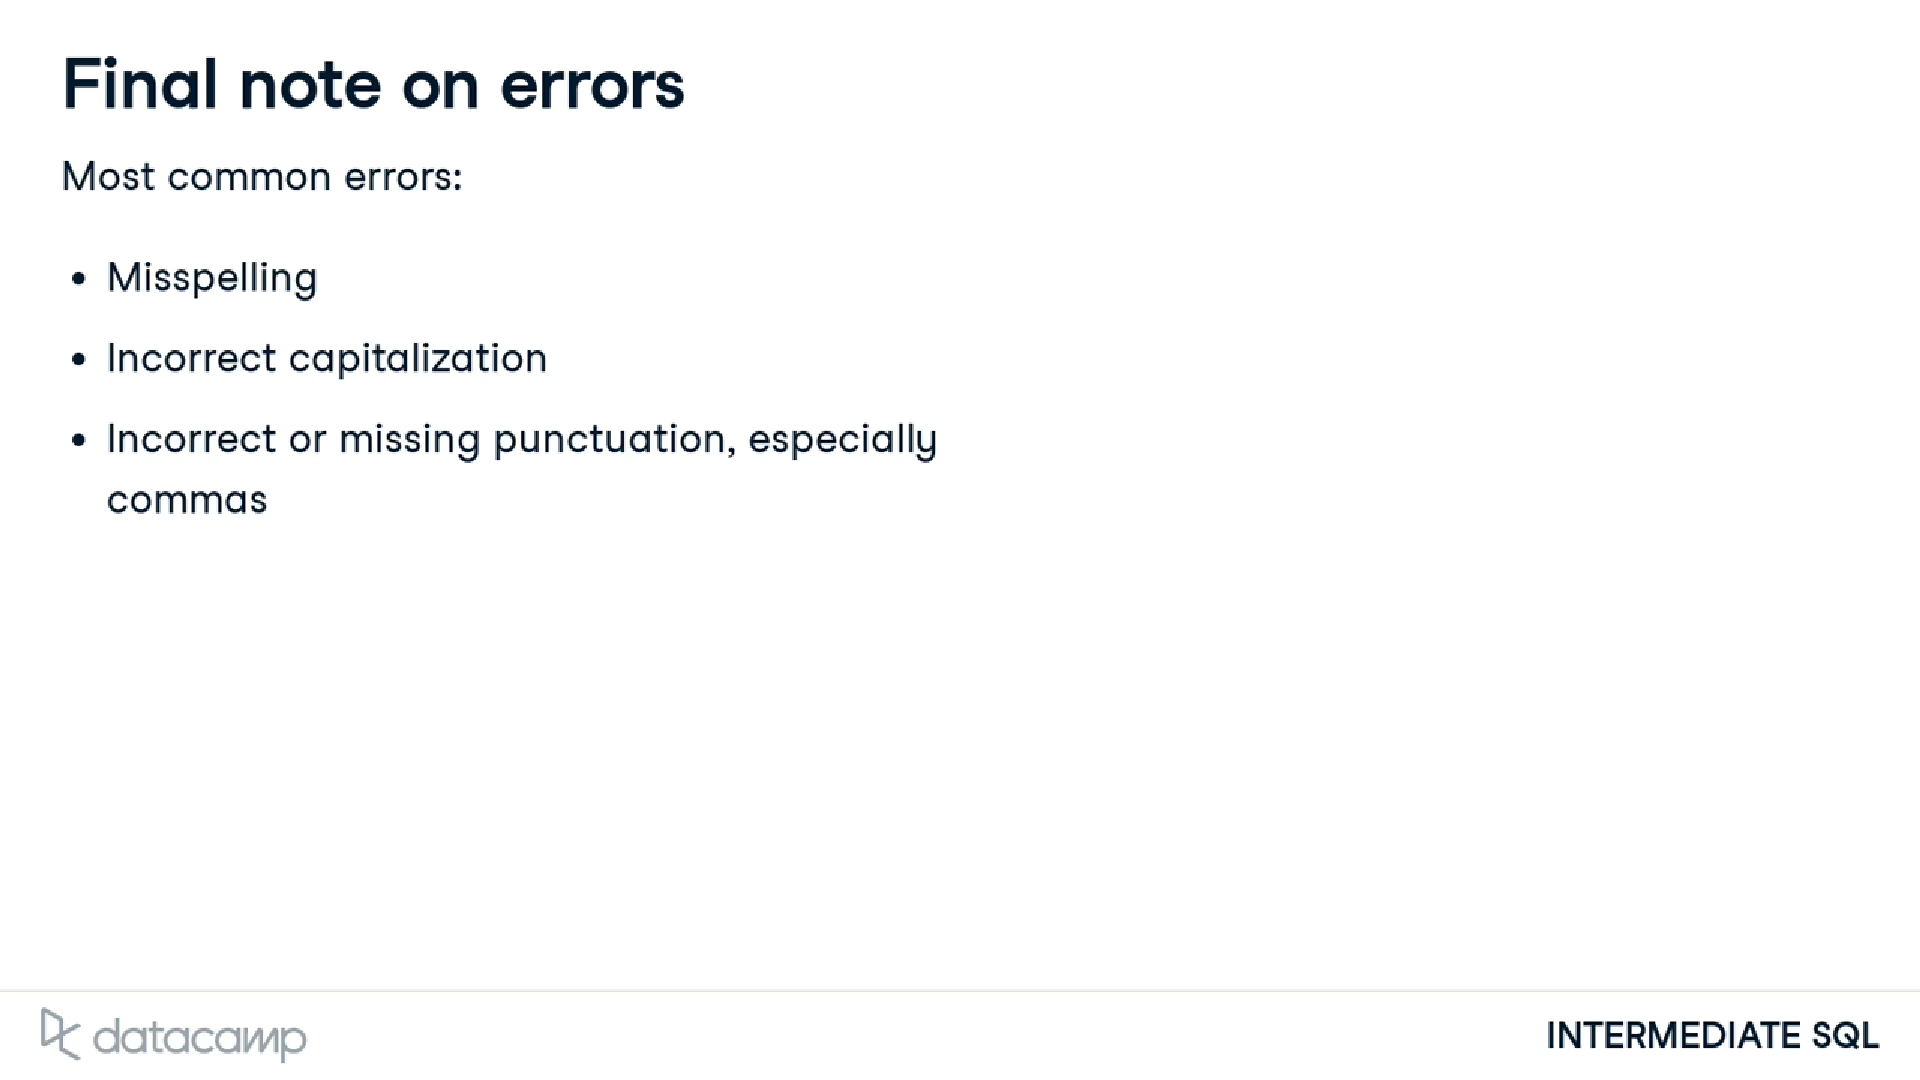 Final note on errors
Most common errors:
• Misspelling
• Incorrect capitalization
• Incorrect or missing punctuation, especially
commas
datacamp
INTERMEDIATE SQL